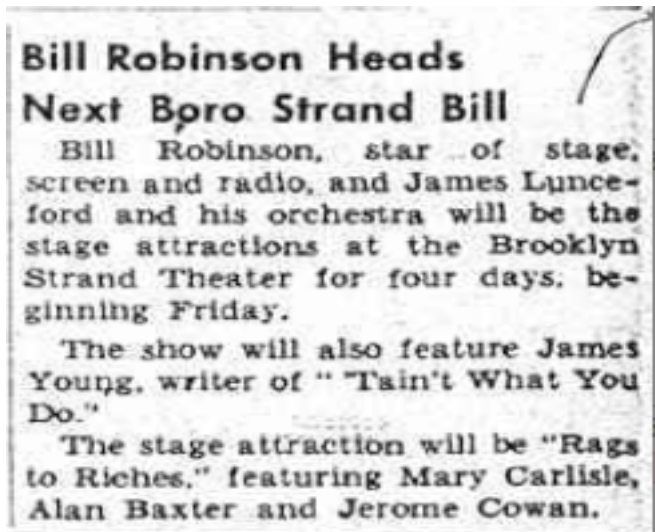 Bill Robinson Heads
Next Boro Strand Bill
Bill Robinson, star of stage,
screen and radio, and James Lunce-
ford and his orchestra will be the
stage attractions at the Brooklyn
Strand Theater for four days, be-
ginning Friday.
The show will also feature James
Young, writer of " 'Tain't What You
Do."
The stage attraction will be "Rags
to Riches," featuring Mary Carlisle,
Alan Baxter and Jerome Cowan.